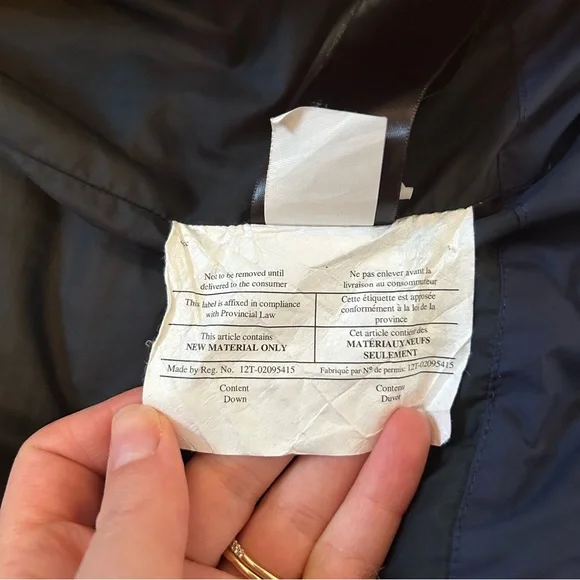 Not to be removed until
delivered to the consumer
Ne pas enlever avant la
livraison au consommateur
This label is affixed in compliance
with Provincial Law
Cette étiquette est apposée
conformément à la loi de la
province
This article contains
NEW MATERIAL ONLY
Cet article contient des
MATÉRIAUX NEUFS
SEULEMENT
Made by Reg. No. 12T-02095415
Fabriqué par Nº de permis: 12T-02095415
Content
Down
Contenu
Duvet